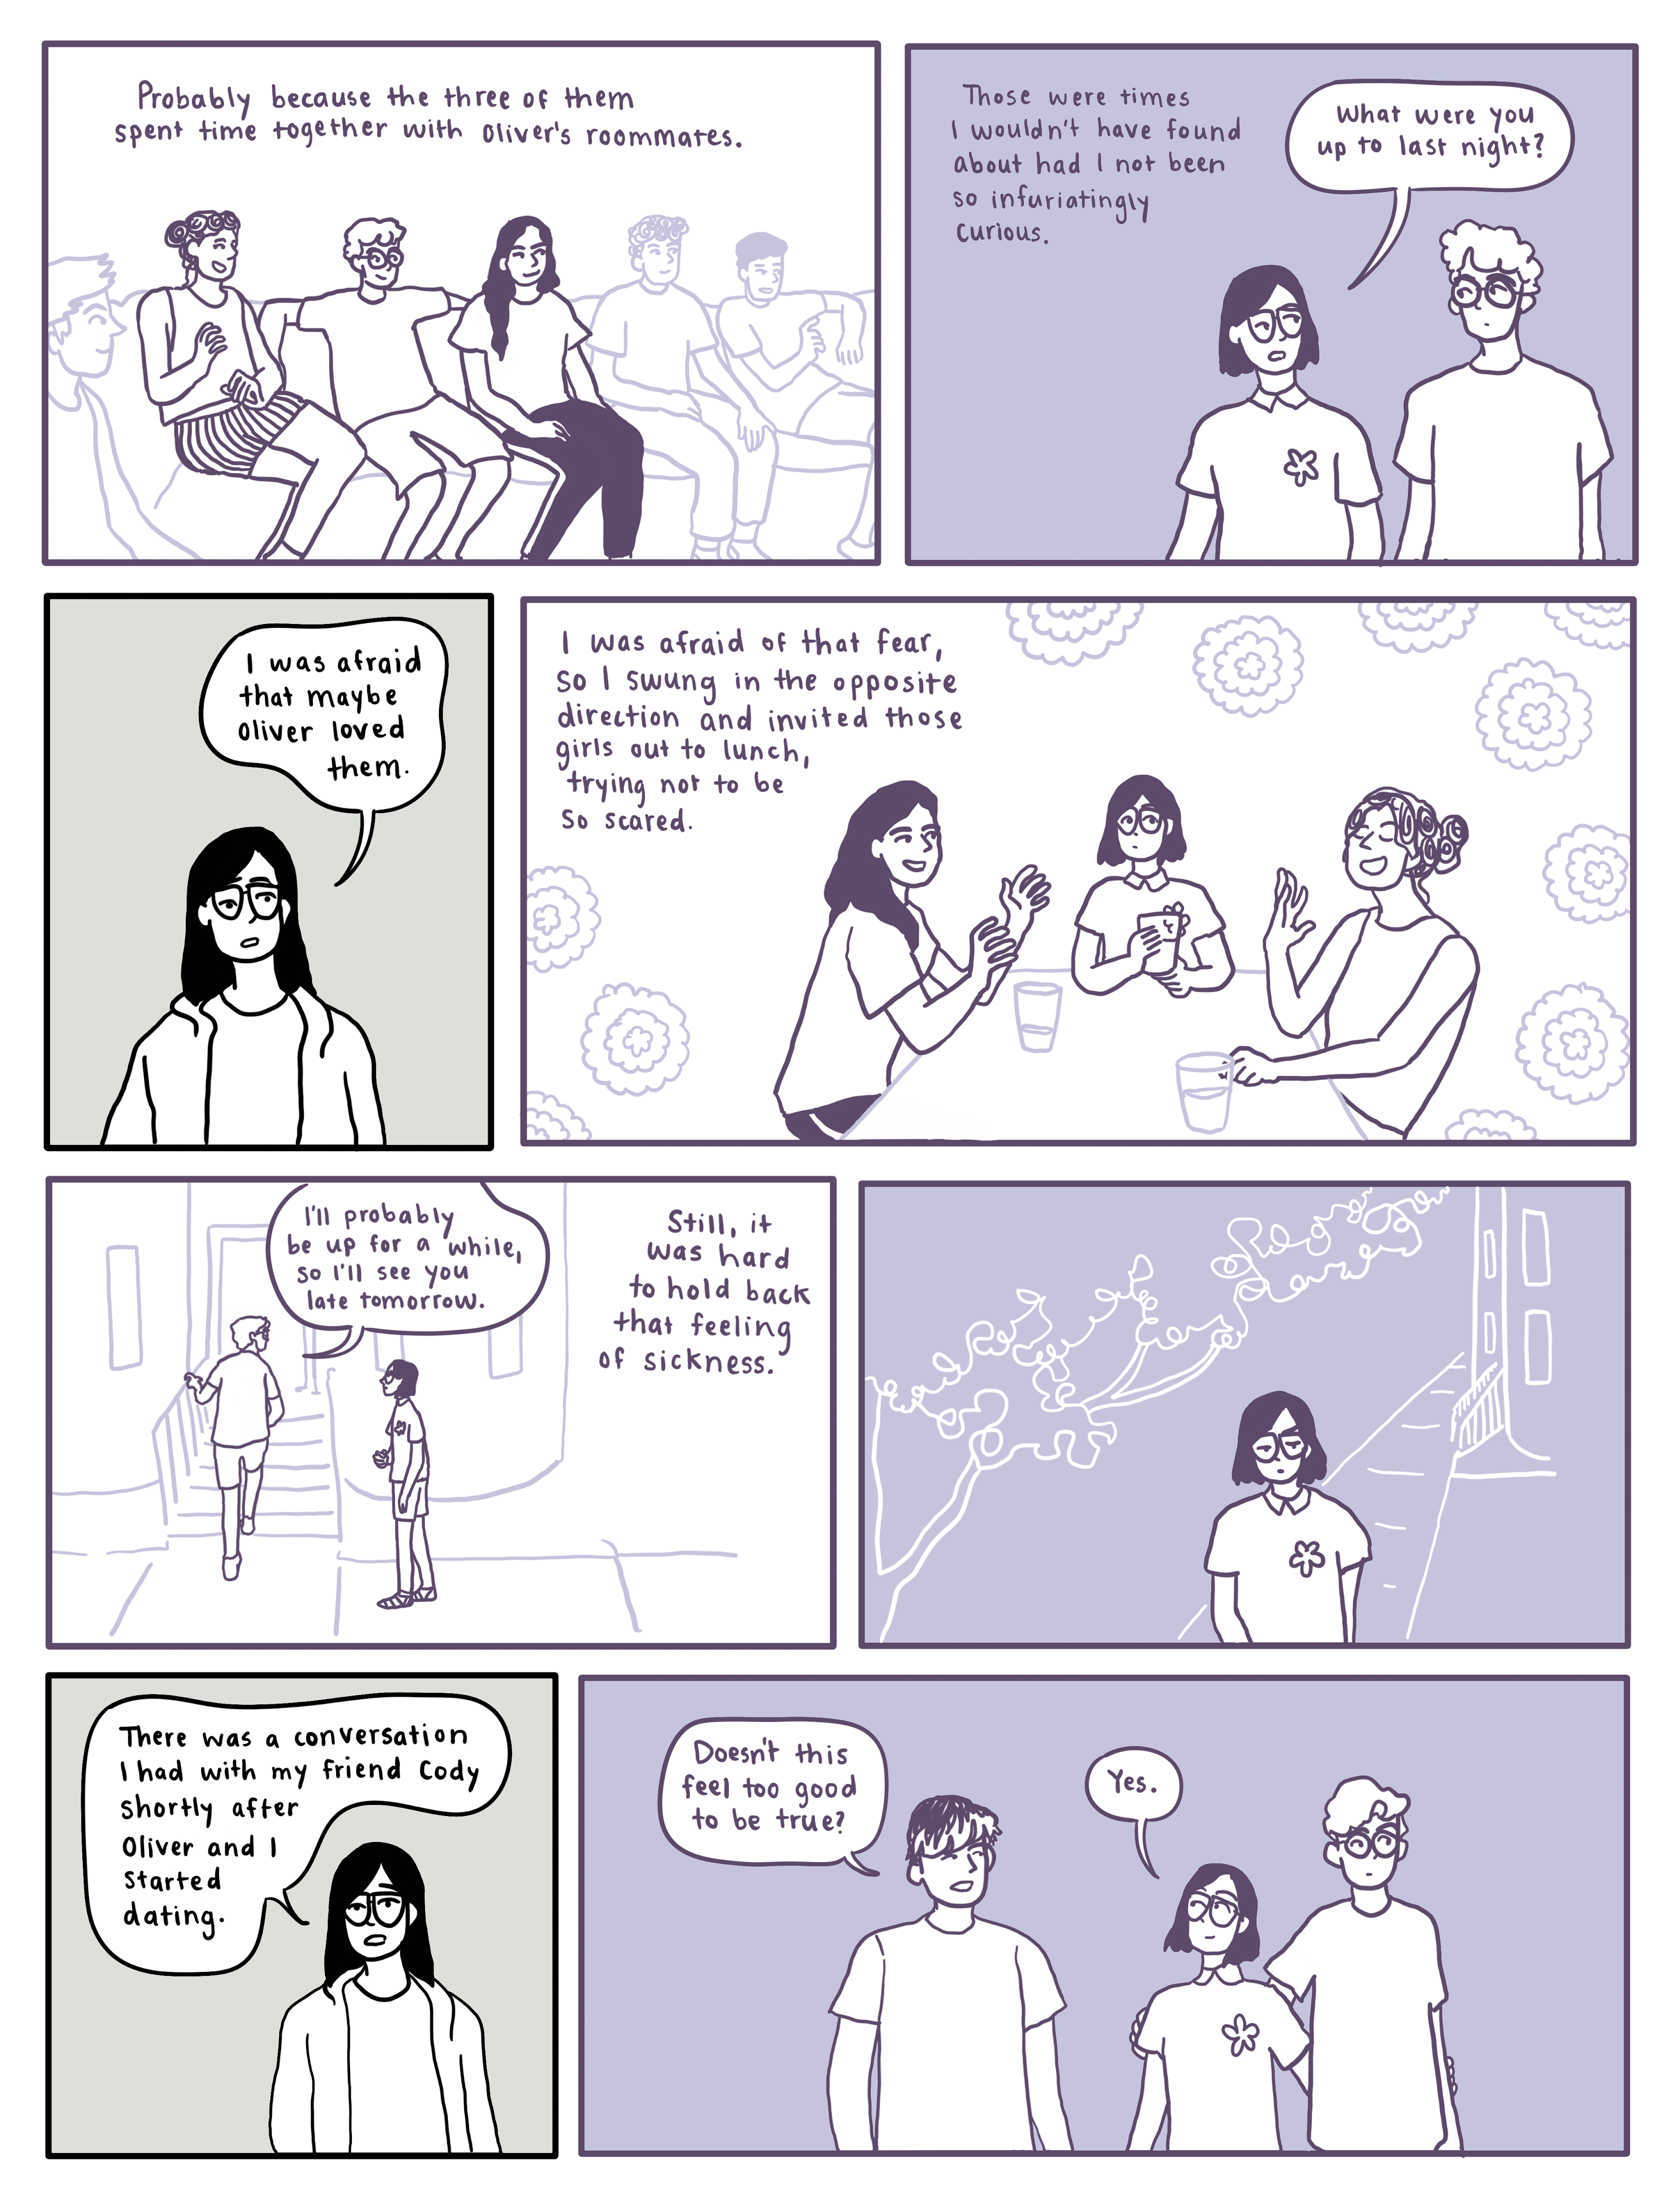 Probably because the three of them
spent time together with Oliver's roommates.
Those were times
I wouldn't have found
about had I not been
so infuriatingly
curious.
What were you
up to last night?
I was afraid
that maybe
Oliver loved
them.
I was afraid of that fear,
so I swung in the opposite
direction and invited those
girls out to lunch,
trying not to be
so scared.
I'll probably
be up for a while,
so I'll see you
late tomorrow.
Still, it
was hard
to hold back
that feeling
of sickness.
There was a conversation
I had with my friend Cody
shortly after
Oliver and I
started
dating.
Doesn't this
feel too good
to be true?
Yes.